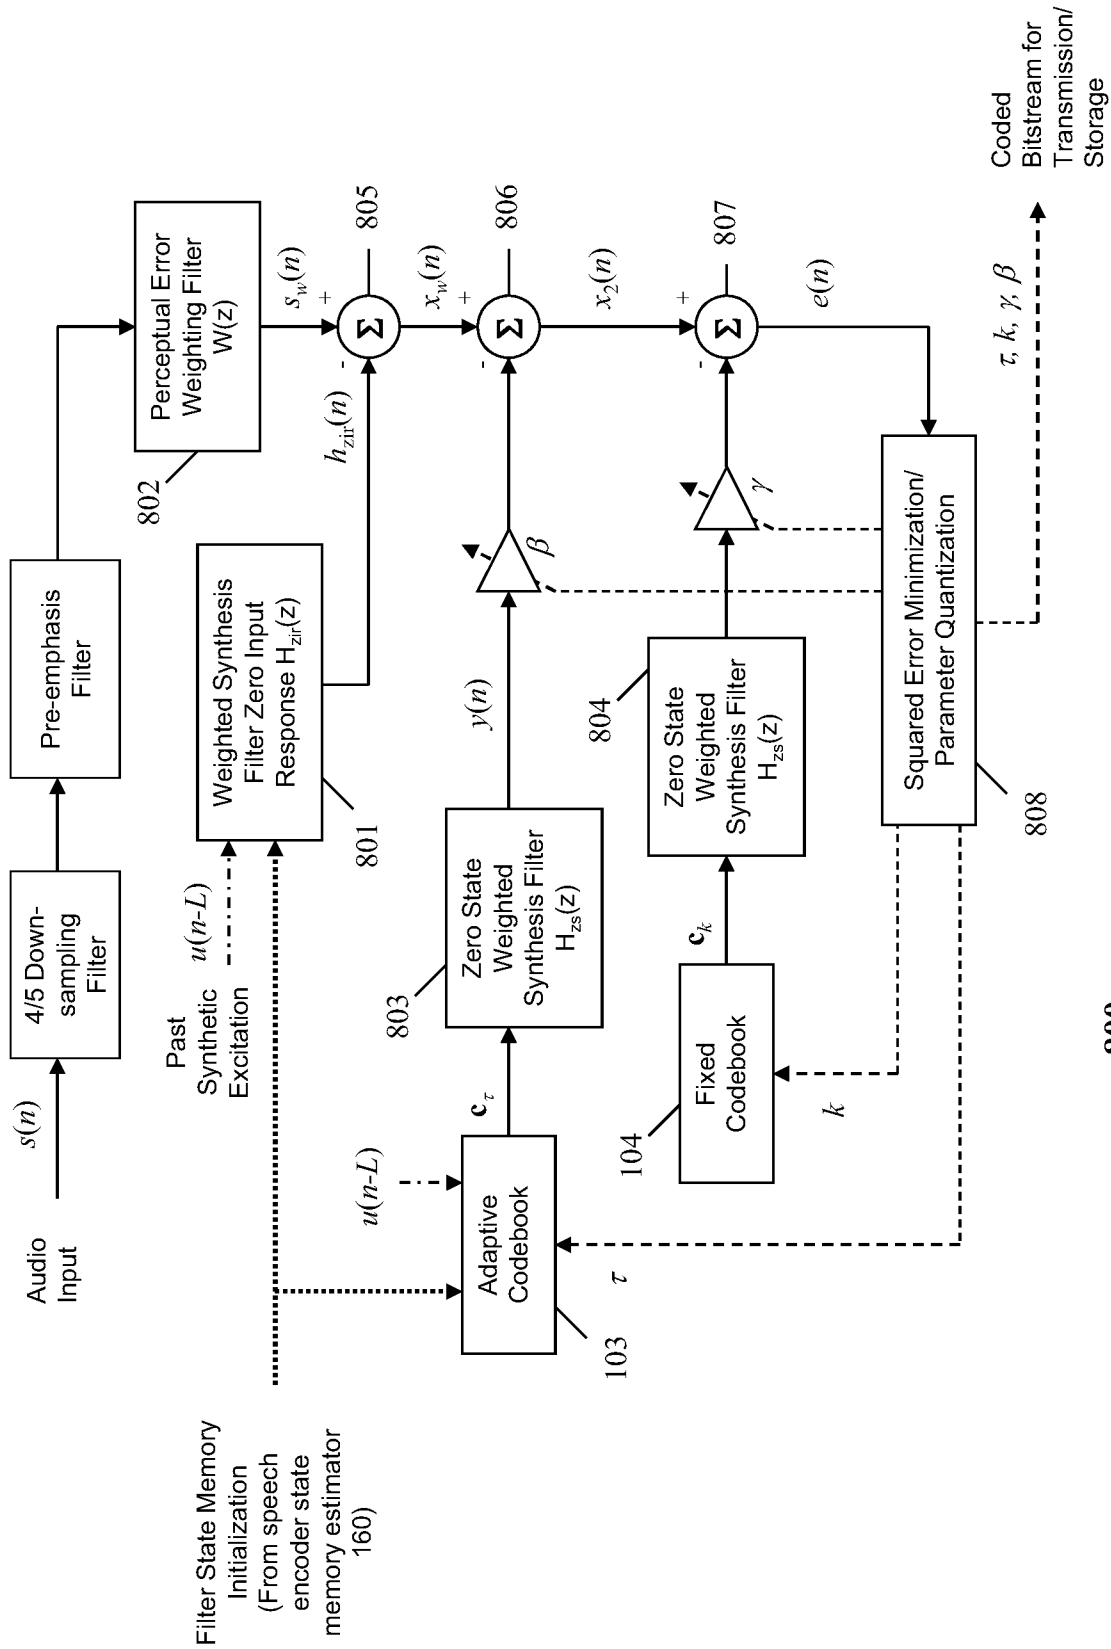 Audio
Input
s(n)
4/5 Down-
sampling
Filter
Pre-emphasis
Filter
Perceptual Error
Weighting Filter
W(z)
802
Past
Synthetic
Excitation
u(n-L)
Weighted Synthesis
Filter Zero Input
Response H_zir(z)
801
s_w(n)
+
Σ
805
-
h_zir(n)
x_w(n)
Filter State Memory
Initialization
(From speech
encoder state
memory estimator
160)
u(n-L)
Adaptive
Codebook
103
c_τ
Zero State
Weighted
Synthesis Filter
H_zs(z)
803
y(n)
β
+
-
Σ
806
x_2(n)
Fixed
Codebook
104
c_k
Zero State
Weighted
Synthesis Filter
H_zs(z)
804
γ
+
-
Σ
807
e(n)
τ
k
Squared Error Minimization/
Parameter Quantization
808
τ, k, γ, β
Coded
Bitstream for
Transmission/
Storage